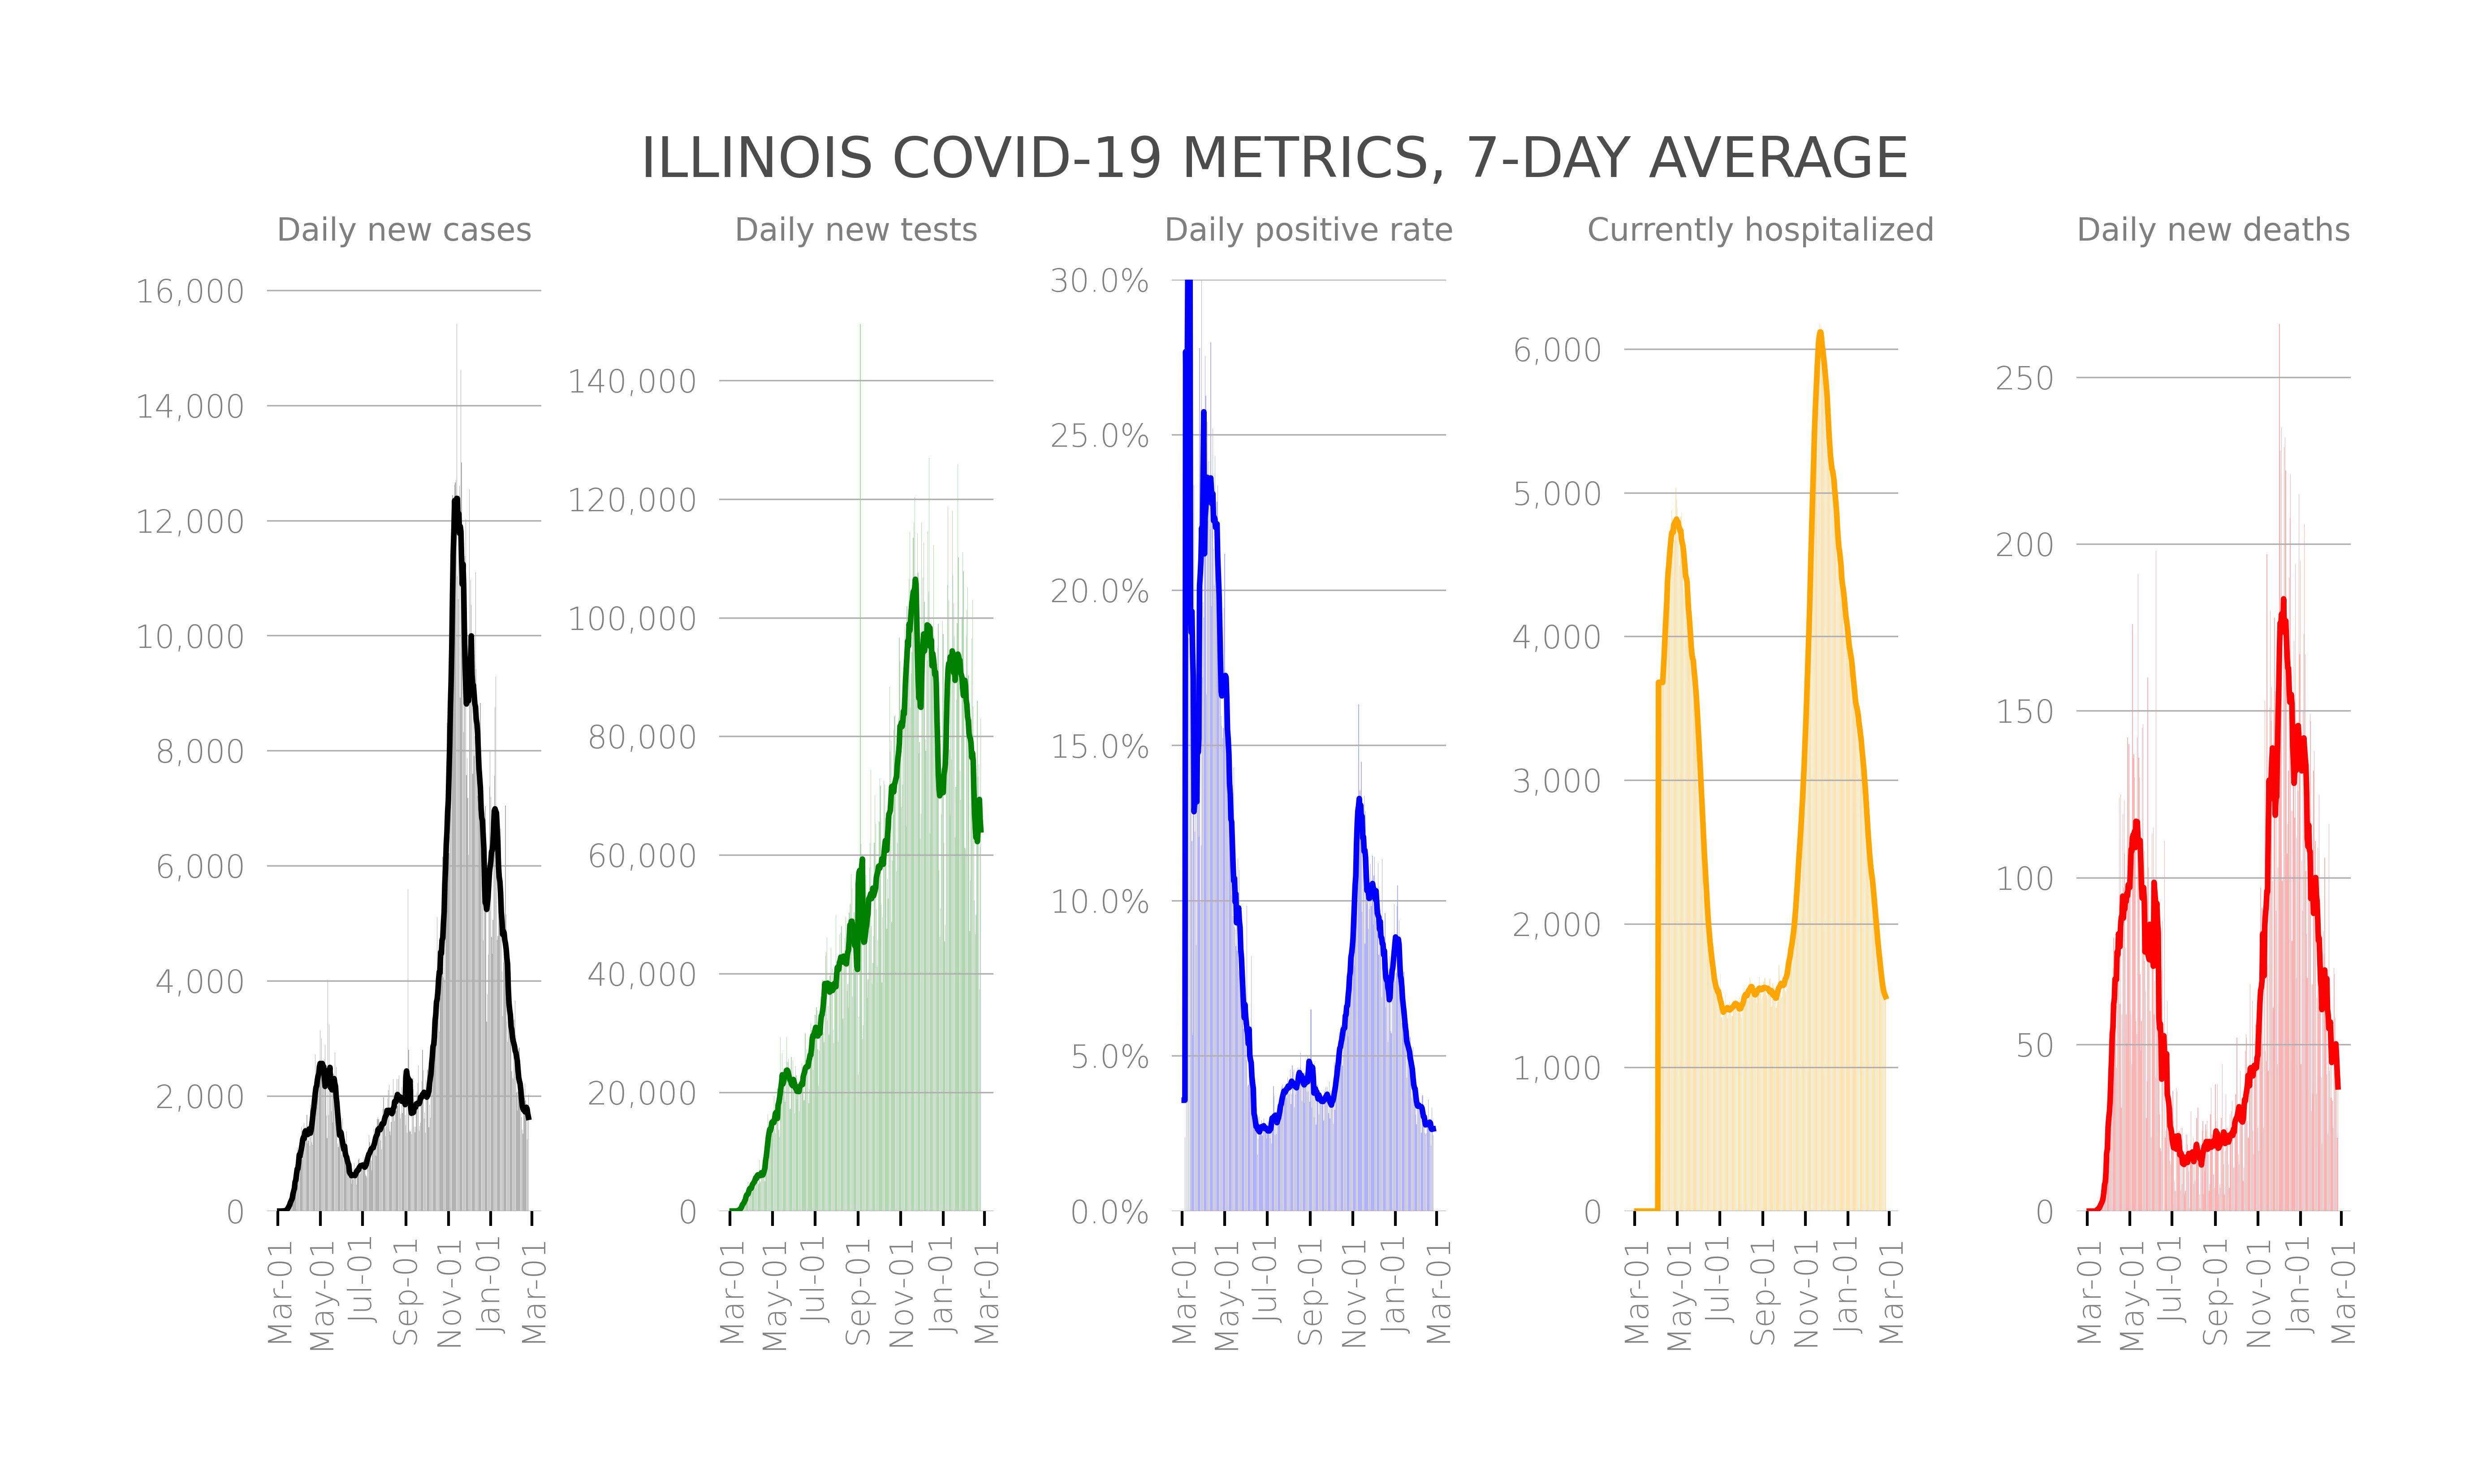 ILLINOIS COVID-19 METRICS, 7-DAY AVERAGE
Daily new cases
16,000
14,000
12,000
10,000
8,000
6,000
4,000
2,000
0
Mar-01
May-01
Jul-01
Sep-01
Nov-01
Jan-01
Mar-01
Daily new tests
140,000
120,000
100,000
80,000
60,000
40,000
20,000
0
Mar-01
May-01
Jul-01
Sep-01
Nov-01
Jan-01
Mar-01
Daily positive rate
30.0%
25.0%
20.0%
15.0%
10.0%
5.0%
0.0%
Mar-01
May-01
Jul-01
Sep-01
Nov-01
Jan-01
Mar-01
Currently hospitalized
6,000
5,000
4,000
3,000
2,000
1,000
0
Mar-01
May-01
Jul-01
Sep-01
Nov-01
Jan-01
Mar-01
Daily new deaths
250
200
150
100
50
0
Mar-01
May-01
Jul-01
Sep-01
Nov-01
Jan-01
Mar-01